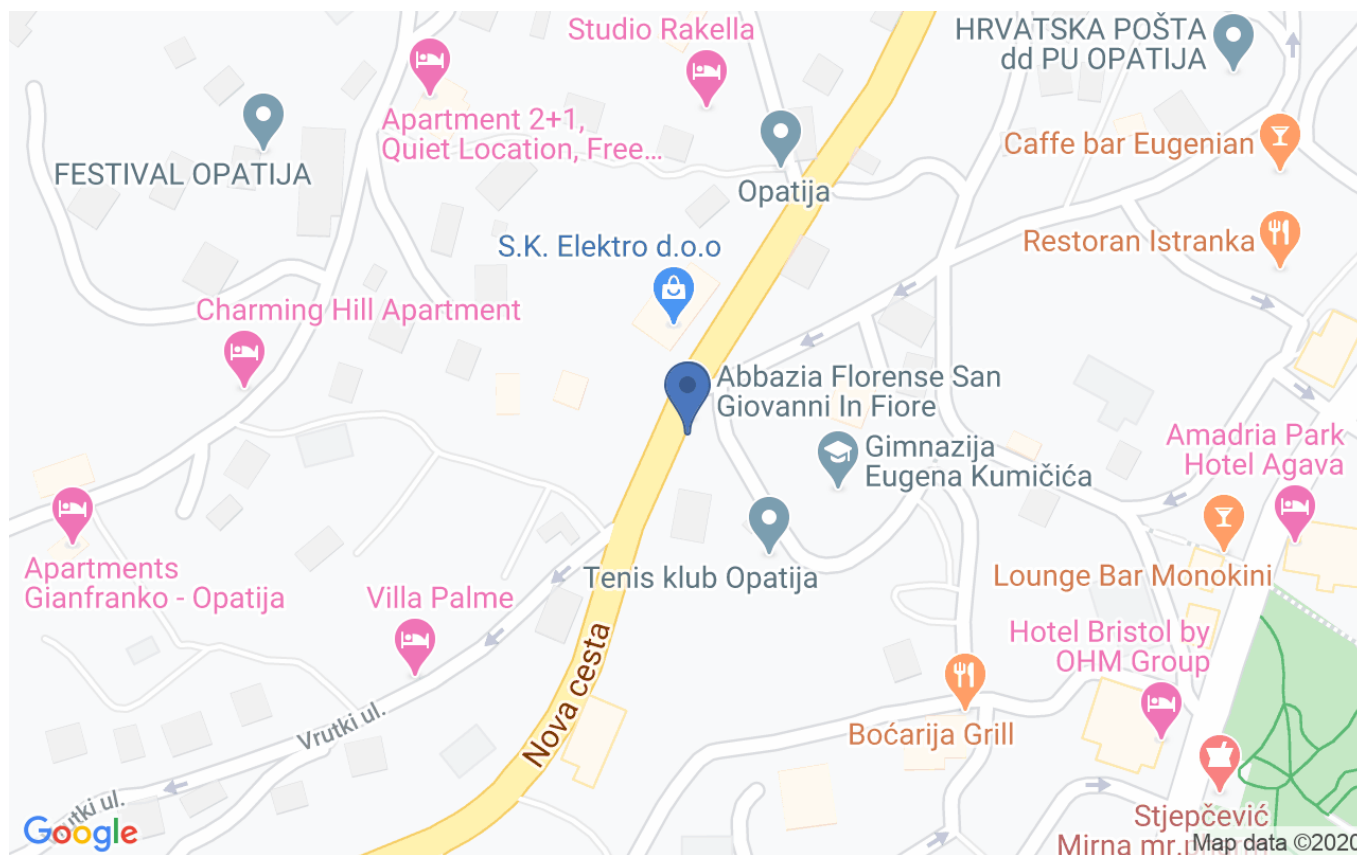 Studio Rakella
HRVATSKA POŠTA
dd PU OPATIJA
Apartment 2+1,
Quiet Location, Free...
Caffe bar Eugenian
FESTIVAL OPATIJA
Opatija
S.K. Elektro d.o.o
Restoran Istranka
Charming Hill Apartment
Abbazia Florense San
Giovanni In Fiore
Gimnazija
Eugena Kumičića
Amadria Park
Hotel Agava
Apartments
Gianfranko - Opatija
Villa Palme
Tenis klub Opatija
Lounge Bar Monokini
Hotel Bristol by
OHM Group
Nova cesta
Vrutki ul.
Boćarija Grill
utki ul.
Google
Stjepčević
Mirna mr.
Map data ©2020